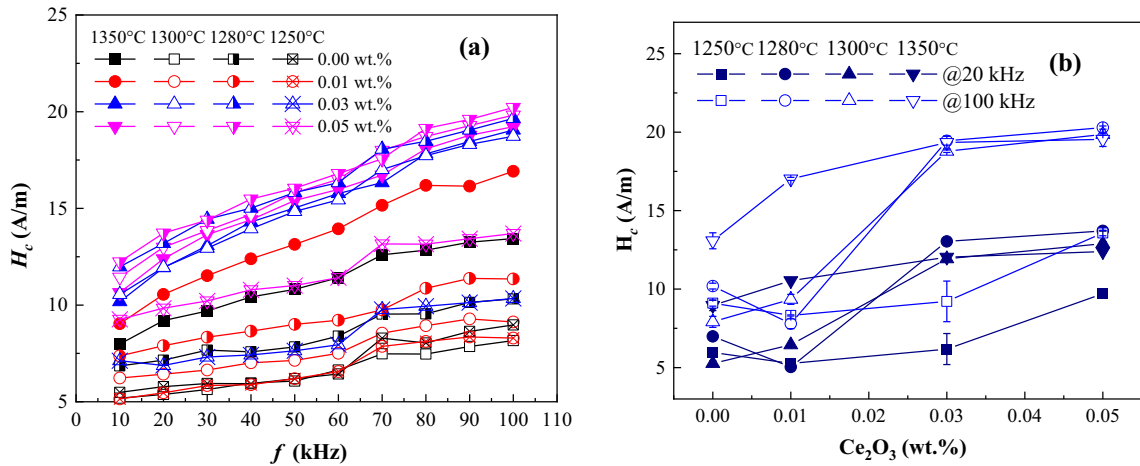 25
20
15
10
5
H_c (A/m)
0 10 20 30 40 50 60 70 80 90 100 110
f (kHz)
(a)
1350°C 1300°C 1280°C 1250°C
0.00 wt.%
0.01 wt.%
0.03 wt.%
0.05 wt.%
25
20
15
10
5
H_c (A/m)
0.00 0.01 0.02 0.03 0.04 0.05
Ce₂O₃ (wt.%)
(b)
1250°C 1280°C 1300°C 1350°C
@20 kHz
@100 kHz